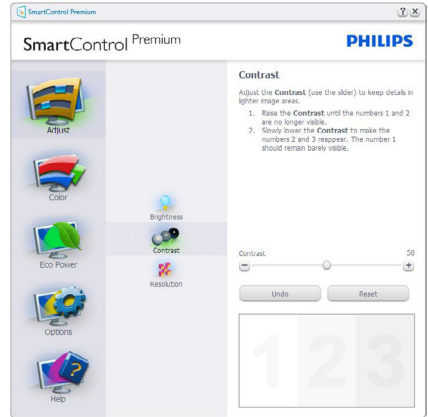 SmartControl Premium
SmartControl Premium
PHILIPS
Adjust
Color
Eco Power
Options
Help
Brightness
Contrast
Resolution
Contrast
Adjust the Contrast (use the slider) to keep details in
lighter image areas.
1. Raise the Contrast until the numbers 1 and 2
are no longer visible.
2. Slowly lower the Contrast to make the
numbers 2 and 3 reappear. The number 1
should remain barely visible.
Contrast 50
Undo Reset
1 2 3